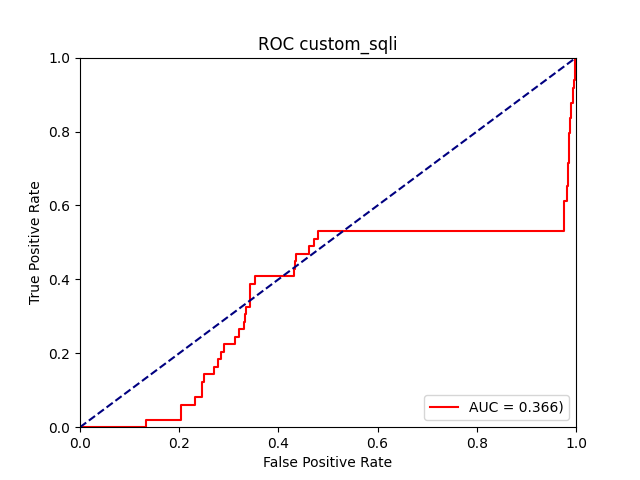 ROC custom_sqli
True Positive Rate
1.0
0.8
0.6
0.4
0.2
0.0
AUC = 0.366)
0.0 0.2 0.4 0.6 0.8 1.0
False Positive Rate